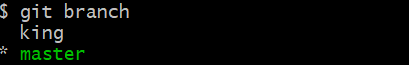 $ git branch
  king
* master